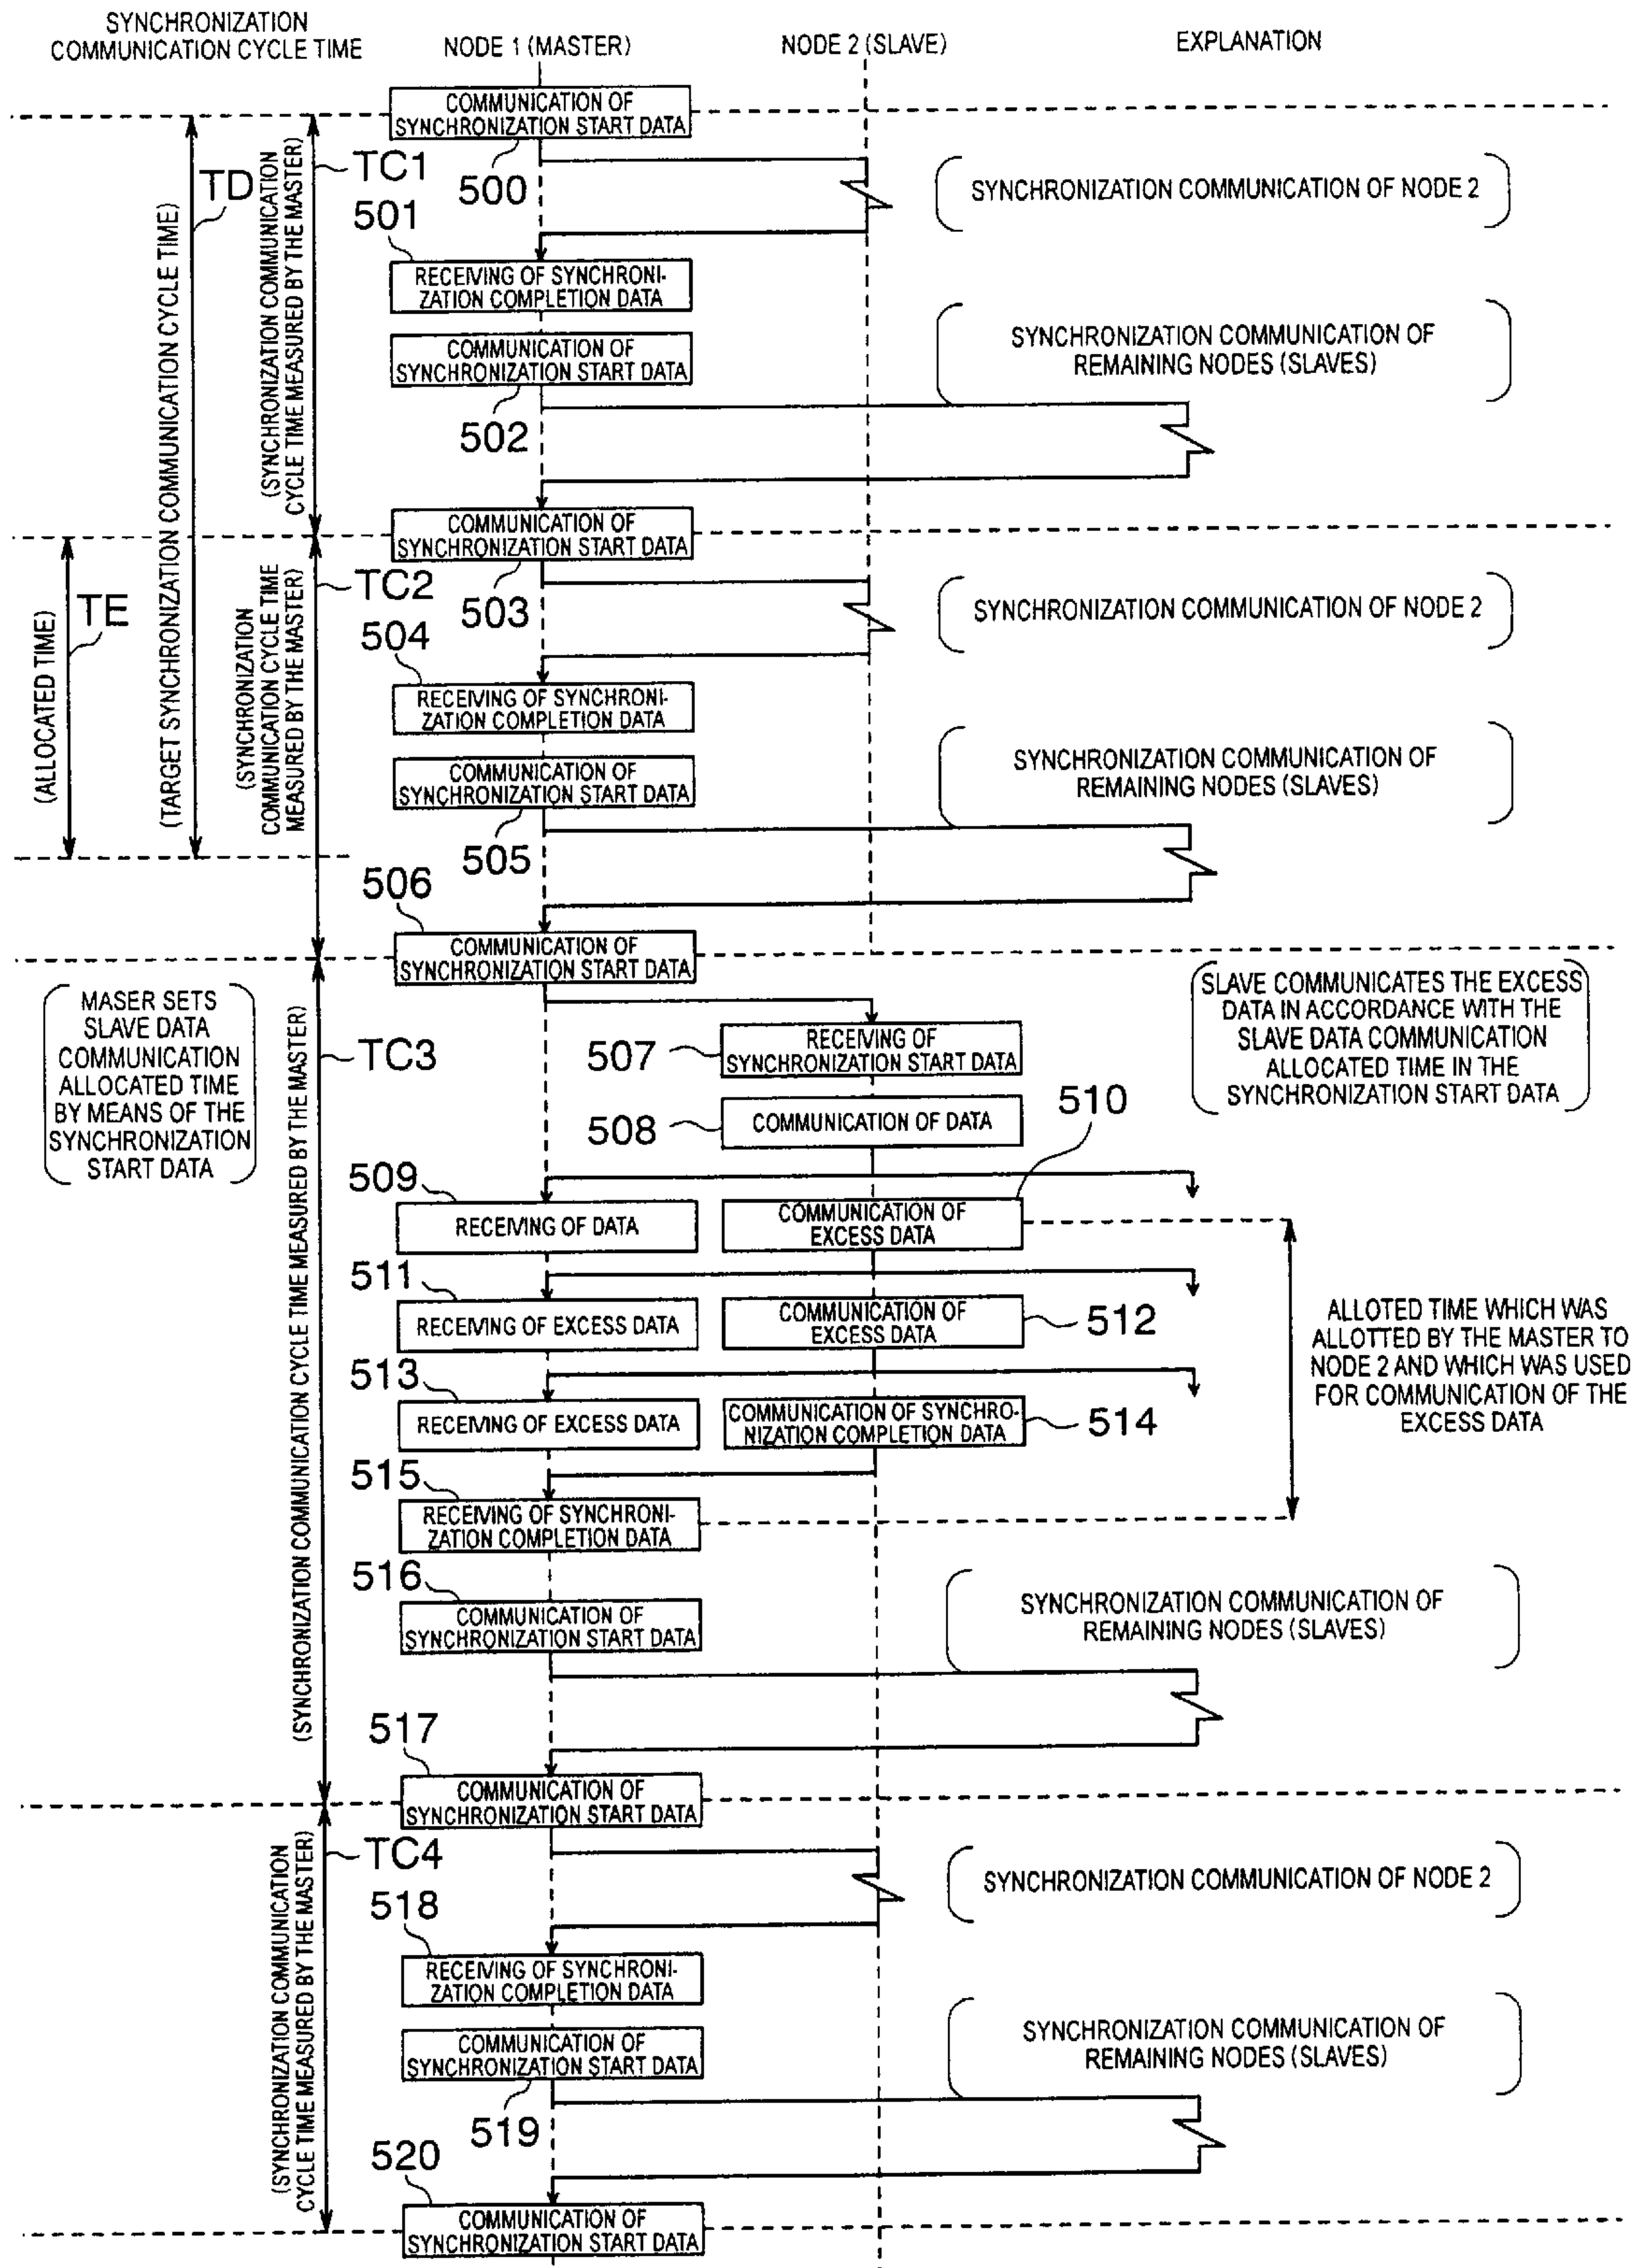 SYNCHRONIZATION
COMMUNICATION CYCLE TIME
NODE 1 (MASTER)
NODE 2 (SLAVE)
EXPLANATION
COMMUNICATION OF
SYNCHRONIZATION START DATA
500
TC1
(SYNCHRONIZATION COMMUNICATION
CYCLE TIME MEASURED BY THE MASTER)
TD
(TARGET SYNCHRONIZATION COMMUNICATION CYCLE TIME)
SYNCHRONIZATION COMMUNICATION OF NODE 2
501
RECEIVING OF SYNCHRONI-
ZATION COMPLETION DATA
COMMUNICATION OF
SYNCHRONIZATION START DATA
502
SYNCHRONIZATION COMMUNICATION OF
REMAINING NODES (SLAVES)
COMMUNICATION OF
SYNCHRONIZATION START DATA
503
TC2
(SYNCHRONIZATION
COMMUNICATION CYCLE TIME
MEASURED BY THE MASTER)
TE
(ALLOCATED TIME)
SYNCHRONIZATION COMMUNICATION OF NODE 2
504
RECEIVING OF SYNCHRONI-
ZATION COMPLETION DATA
COMMUNICATION OF
SYNCHRONIZATION START DATA
505
SYNCHRONIZATION COMMUNICATION OF
REMAINING NODES (SLAVES)
506
COMMUNICATION OF
SYNCHRONIZATION START DATA
MASER SETS
SLAVE DATA
COMMUNICATION
ALLOCATED TIME
BY MEANS OF THE
SYNCHRONIZATION
START DATA
TC3
(SYNCHRONIZATION COMMUNICATION CYCLE TIME MEASURED BY THE MASTER)
SLAVE COMMUNICATES THE EXCESS
DATA IN ACCORDANCE WITH THE
SLAVE DATA COMMUNICATION
ALLOCATED TIME IN THE
SYNCHRONIZATION START DATA
507
RECEIVING OF
SYNCHRONIZATION START DATA
508
COMMUNICATION OF DATA
509
RECEIVING OF DATA
510
COMMUNICATION OF
EXCESS DATA
511
RECEIVING OF EXCESS DATA
COMMUNICATION OF
EXCESS DATA
512
ALLOTED TIME WHICH WAS
ALLOTTED BY THE MASTER TO
NODE 2 AND WHICH WAS USED
FOR COMMUNICATION OF THE
EXCESS DATA
513
RECEIVING OF EXCESS DATA
COMMUNICATION OF SYNCHRO-
NIZATION COMPLETION DATA
514
515
RECEIVING OF SYNCHRONI-
ZATION COMPLETION DATA
516
COMMUNICATION OF
SYNCHRONIZATION START DATA
SYNCHRONIZATION COMMUNICATION OF
REMAINING NODES (SLAVES)
517
COMMUNICATION OF
SYNCHRONIZATION START DATA
TC4
(SYNCHRONIZATION COMMUNICATION
CYCLE TIME MEASURED BY THE MASTER)
SYNCHRONIZATION COMMUNICATION OF NODE 2
518
RECEIVING OF SYNCHRONI-
ZATION COMPLETION DATA
COMMUNICATION OF
SYNCHRONIZATION START DATA
519
SYNCHRONIZATION COMMUNICATION OF
REMAINING NODES (SLAVES)
520
COMMUNICATION OF
SYNCHRONIZATION START DATA